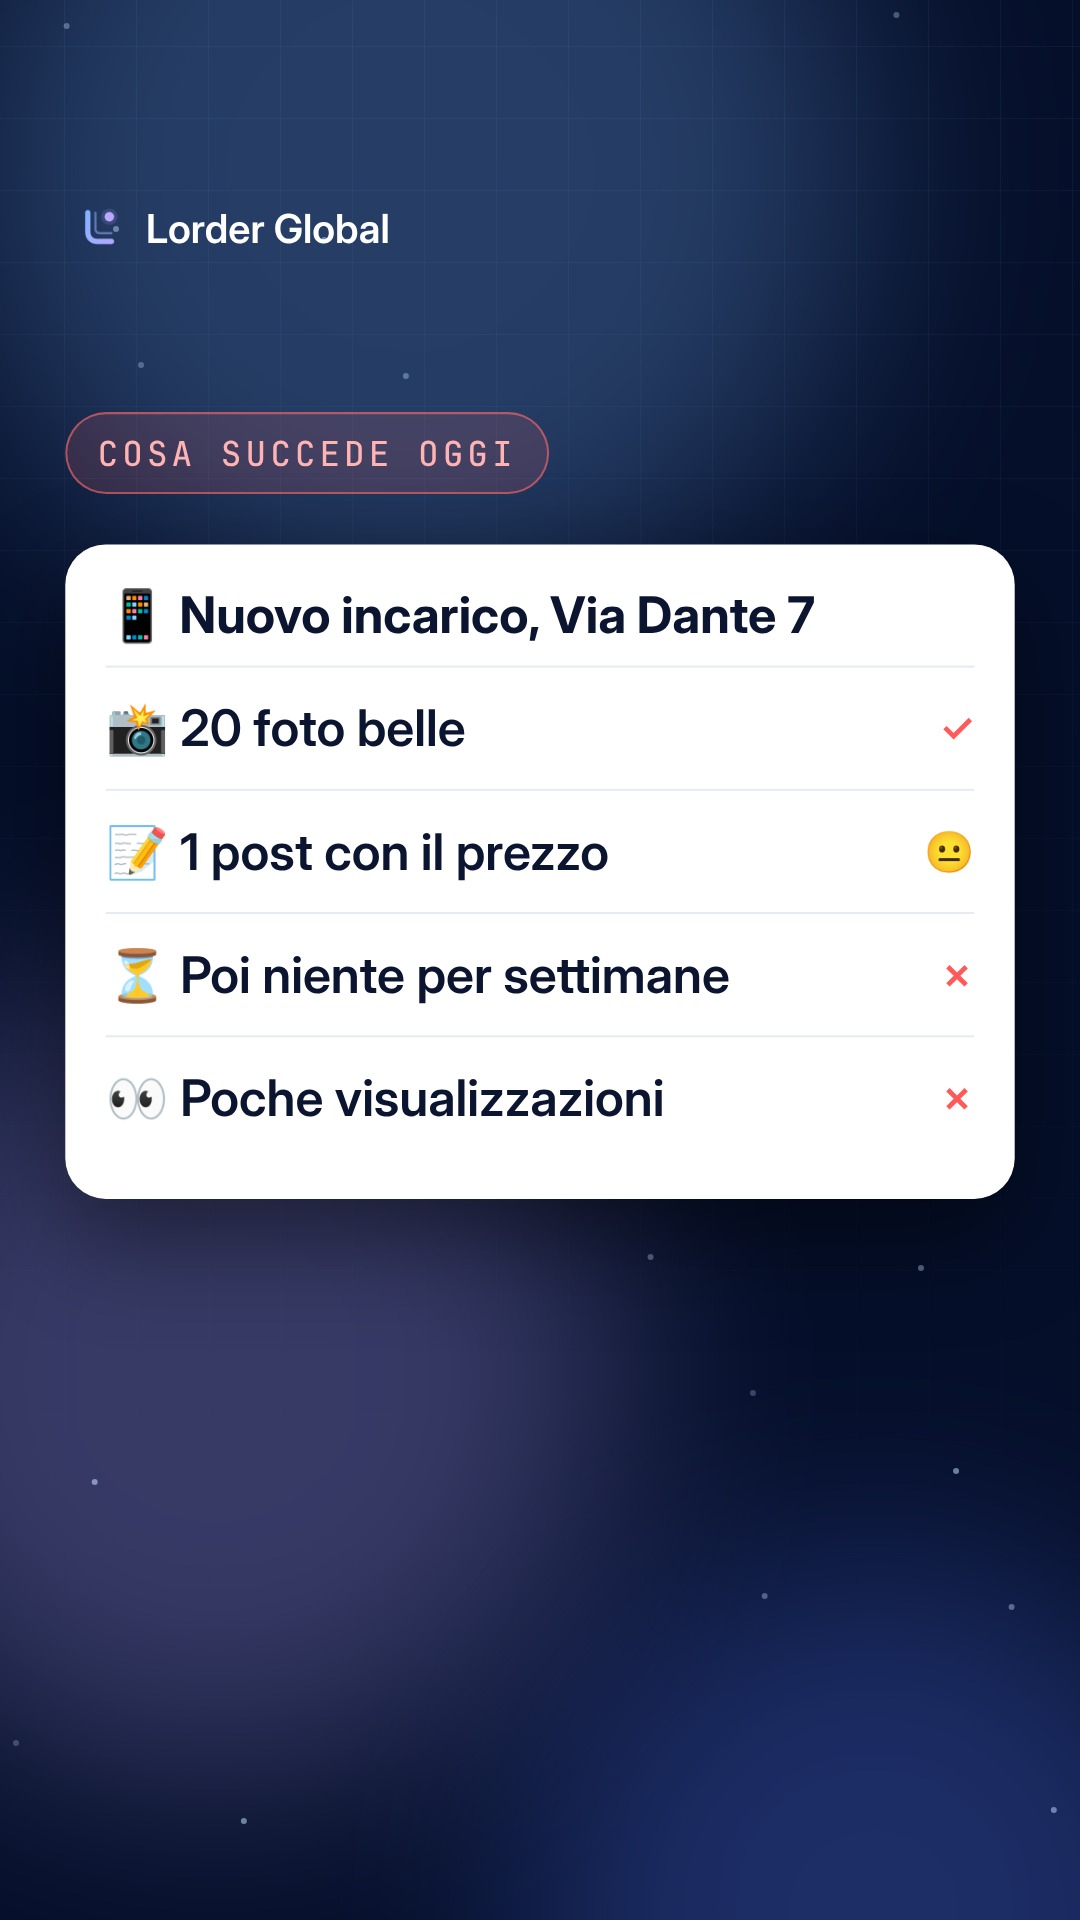 Lorder Global
COSA SUCCEDE OGGI
📱 Nuovo incarico, Via Dante 7
📸 20 foto belle ✓
📝 1 post con il prezzo 😐
⏳ Poi niente per settimane ✕
👀 Poche visualizzazioni ✕